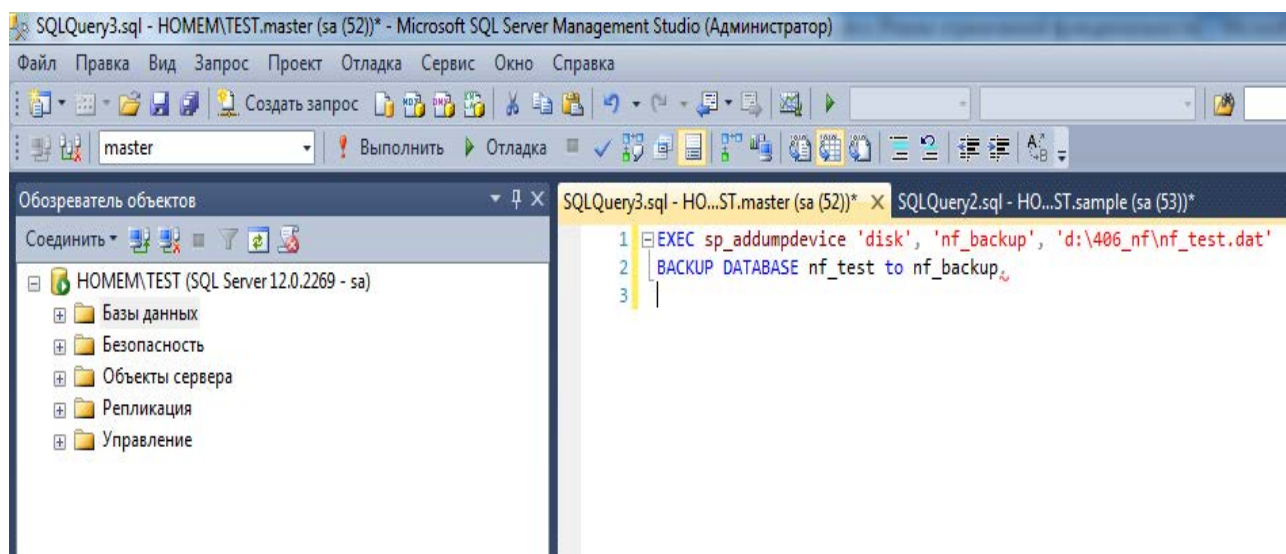 SQLQuery3.sql - HOMEM\TEST.master (sa (52))* - Microsoft SQL Server Management Studio (Администратор)
Файл Правка Вид Запрос Проект Отладка Сервис Окно Справка
Создать запрос
master
Выполнить
Отладка
Обозреватель объектов
Соединить
HOMEM\TEST (SQL Server 12.0.2269 - sa)
Базы данных
Безопасность
Объекты сервера
Репликация
Управление
SQLQuery3.sql - HO...ST.master (sa (52))*
SQLQuery2.sql - HO...ST.sample (sa (53))*
1 EXEC sp_addumpdevice 'disk', 'nf_backup', 'd:\406_nf\nf_test.dat'
2 BACKUP DATABASE nf_test to nf_backup,
3